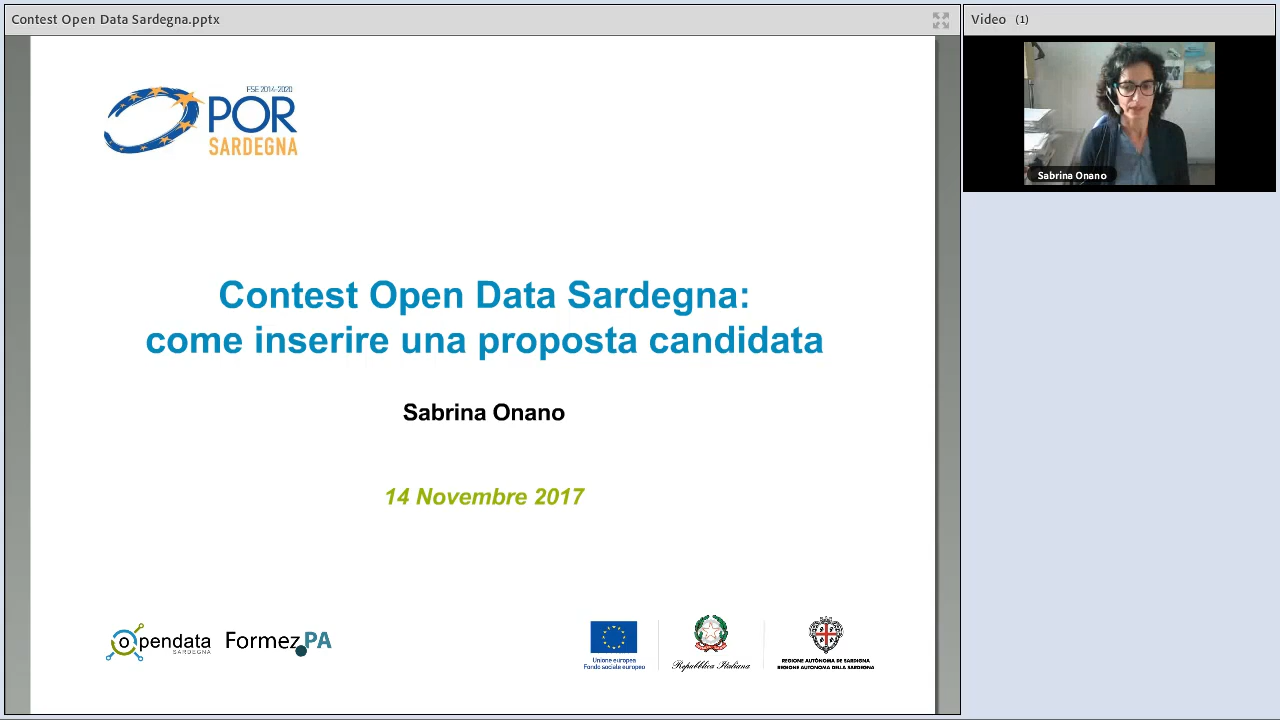 Contest Open Data Sardegna.pptx
Video (1)
FSE 2014-2020
POR
SARDEGNA
Sabrina Onano
Contest Open Data Sardegna:
come inserire una proposta candidata
Sabrina Onano
14 Novembre 2017
opendata
SARDEGNA
Formez PA
Unione europea
Fondo sociale europeo
Repubblica Italiana
REGIONE AUTÒNOMA DE SARDIGNA
REGIONE AUTONOMA DELLA SARDEGNA